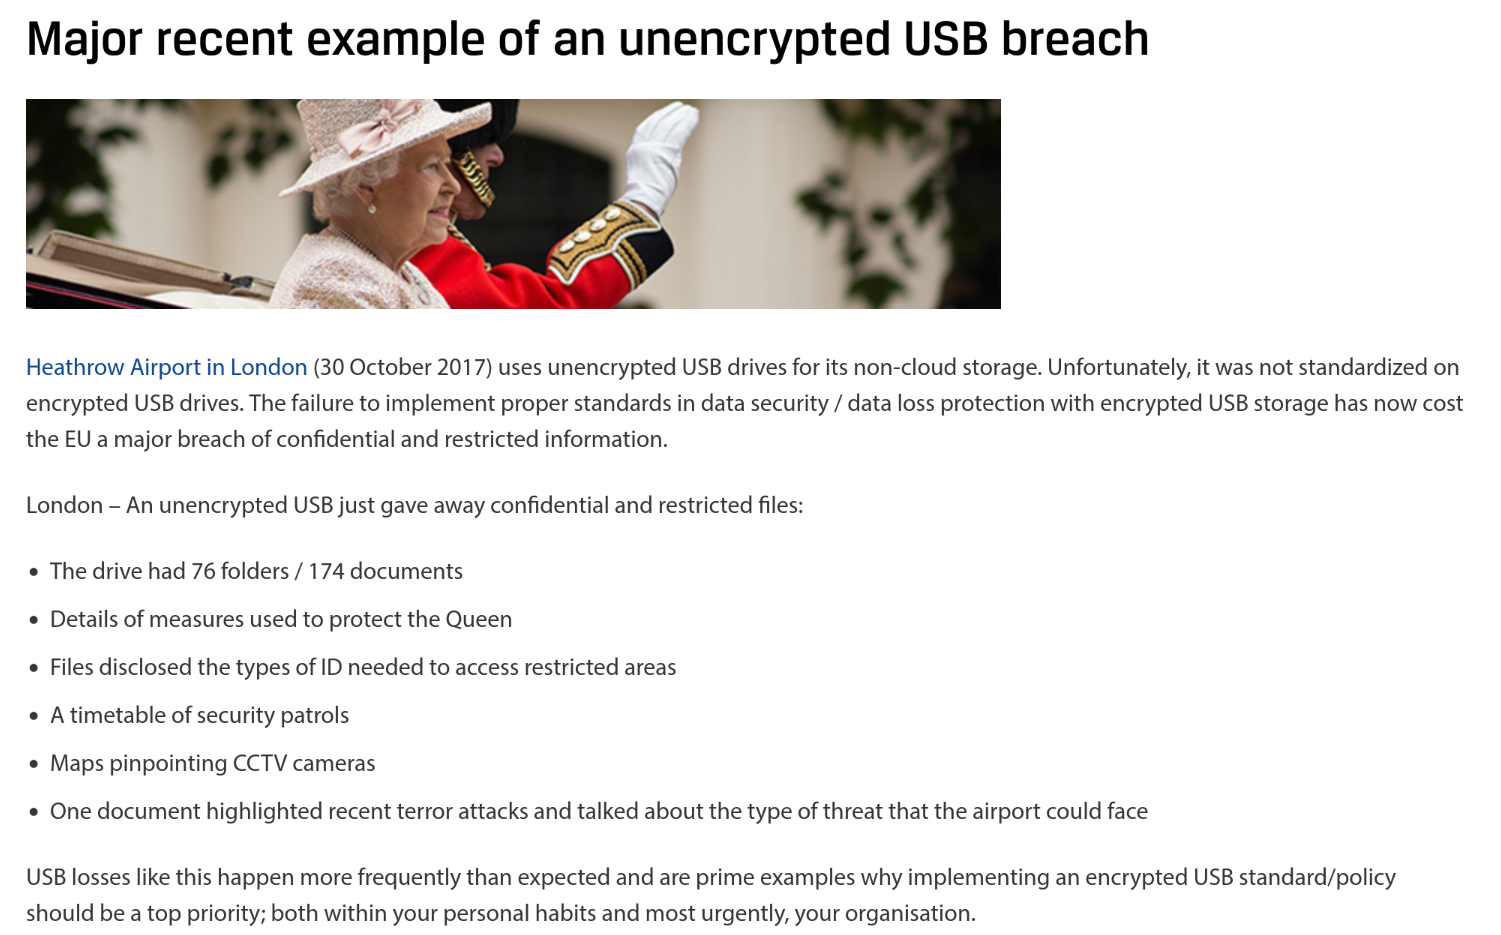 Major recent example of an unencrypted USB breach
Heathrow Airport in London (30 October 2017) uses unencrypted USB drives for its non-cloud storage. Unfortunately, it was not standardized on
encrypted USB drives. The failure to implement proper standards in data security / data loss protection with encrypted USB storage has now cost
the EU a major breach of confidential and restricted information.
London – An unencrypted USB just gave away confidential and restricted files:
• The drive had 76 folders / 174 documents
• Details of measures used to protect the Queen
• Files disclosed the types of ID needed to access restricted areas
• A timetable of security patrols
• Maps pinpointing CCTV cameras
• One document highlighted recent terror attacks and talked about the type of threat that the airport could face
USB losses like this happen more frequently than expected and are prime examples why implementing an encrypted USB standard/policy
should be a top priority; both within your personal habits and most urgently, your organisation.